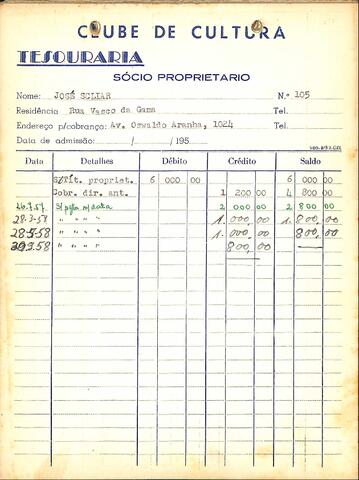 CLUBE DE CULTURA
TESOURARIA
SÓCIO PROPRIETARIO
Nome: JOSÉ SCLIAR N.º 105
Residência Rua Vasco da Gama Tel.
Endereço p/cobrança: Av. Oswaldo Aranha, 1024 Tel.
Data de admissão: / /195
Data Detalhes Débito Crédito Saldo
S/Tít. propriet. 6 000 00 6 000 00
Cobr. dir. ant. 1 200 00 4 800 00
26.9.57 S/pgto n/data 2 000 00 2 800 00
28.3-58 " " " 1. 000, 00 1. 800, 00
28-5-58 " " " 1. 000, 00 800, 00
9.58 " " " 800, 00 —